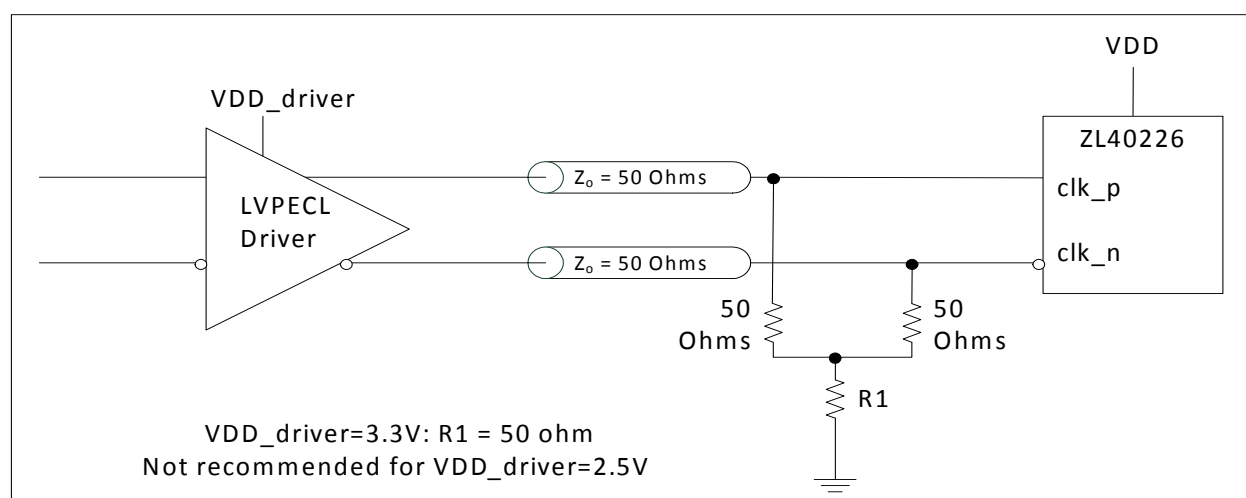 VDD
VDD_driver
ZL40226
Zo = 50 Ohms
clk_p
LVPECL
Driver
clk_n
Zo = 50 Ohms
50
Ohms
50
Ohms
R1
VDD_driver=3.3V: R1 = 50 ohm
Not recommended for VDD_driver=2.5V